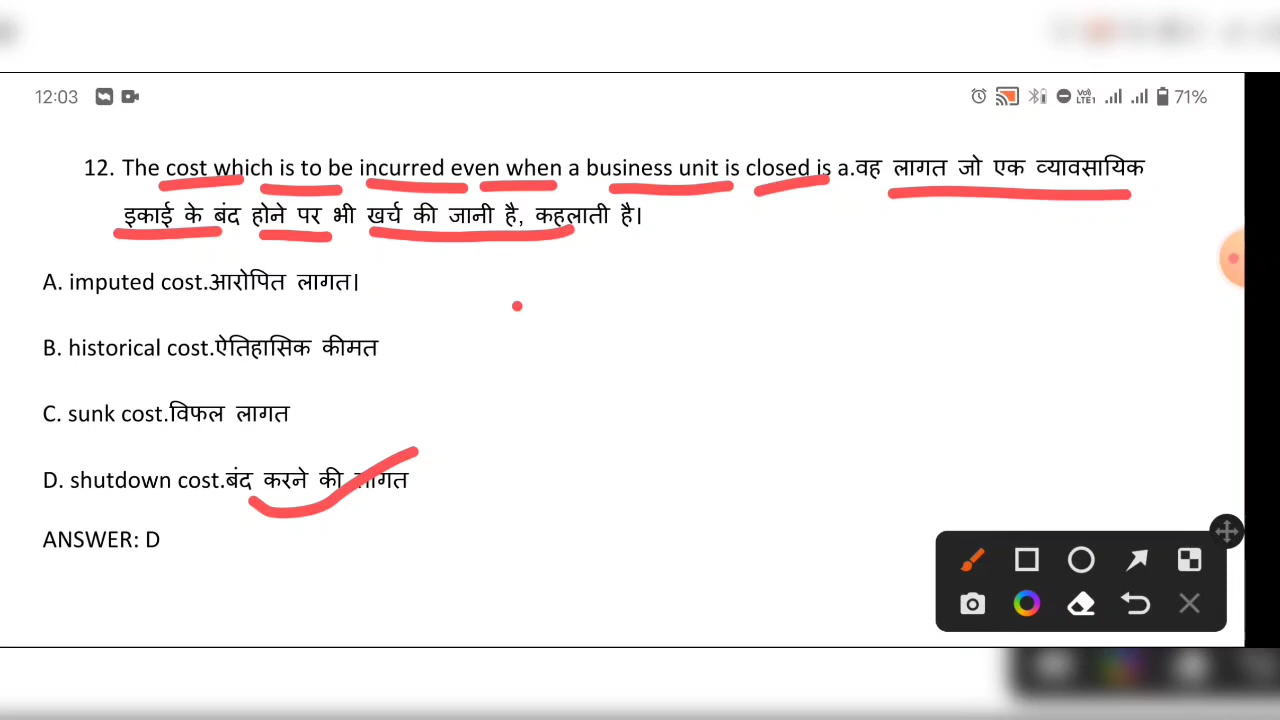 12:03 71%
12. The cost which is to be incurred even when a business unit is closed is a.वह लागत जो एक व्यावसायिक
इकाई के बंद होने पर भी खर्च की जानी है, कहलाती है।
A. imputed cost.आरोपित लागत।
B. historical cost.ऐतिहासिक कीमत
C. sunk cost.विफल लागत
D. shutdown cost.बंद करने की लागत
ANSWER: D